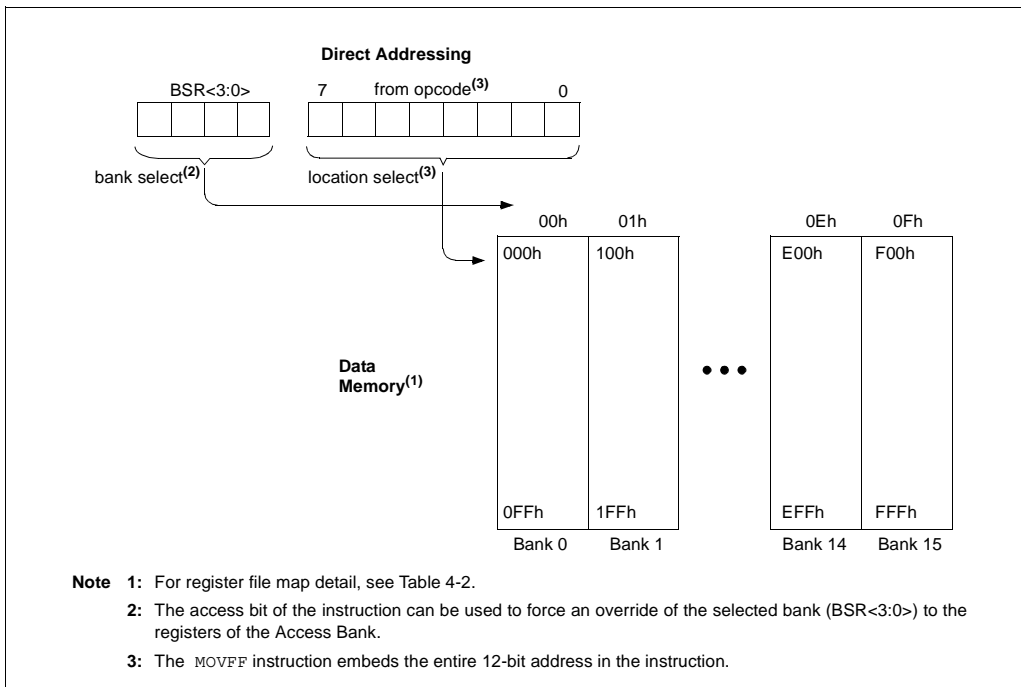 Direct Addressing
BSR<3:0> 7 from opcode(3) 0
bank select(2) location select(3)
00h 01h 0Eh 0Fh
000h 100h E00h F00h
Data
Memory(1)
0FFh 1FFh EFFh FFFh
Bank 0 Bank 1 Bank 14 Bank 15
Note 1: For register file map detail, see Table 4-2.
2: The access bit of the instruction can be used to force an override of the selected bank (BSR<3:0>) to the
registers of the Access Bank.
3: The MOVFF instruction embeds the entire 12-bit address in the instruction.